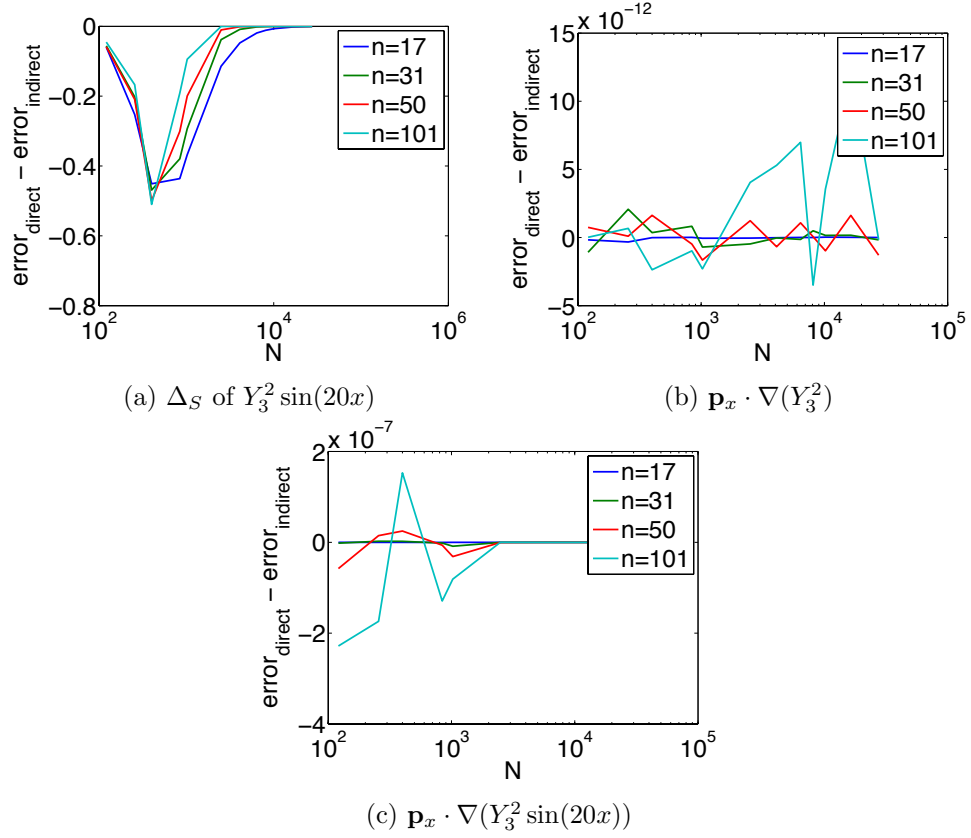 0
−0.2
−0.4
−0.6
−0.8
10^2
10^4
10^6
N
error_direct − error_indirect
n=17
n=31
n=50
n=101
(a) Δ_S of Y_3^2 sin(20x)
x 10^−12
15
10
5
0
−5
10^2
10^3
10^4
10^5
N
error_direct − error_indirect
n=17
n=31
n=50
n=101
(b) p_x · ∇(Y_3^2)
x 10^−7
2
0
−2
−4
10^2
10^3
10^4
10^5
N
error_direct − error_indirect
n=17
n=31
n=50
n=101
(c) p_x · ∇(Y_3^2 sin(20x))